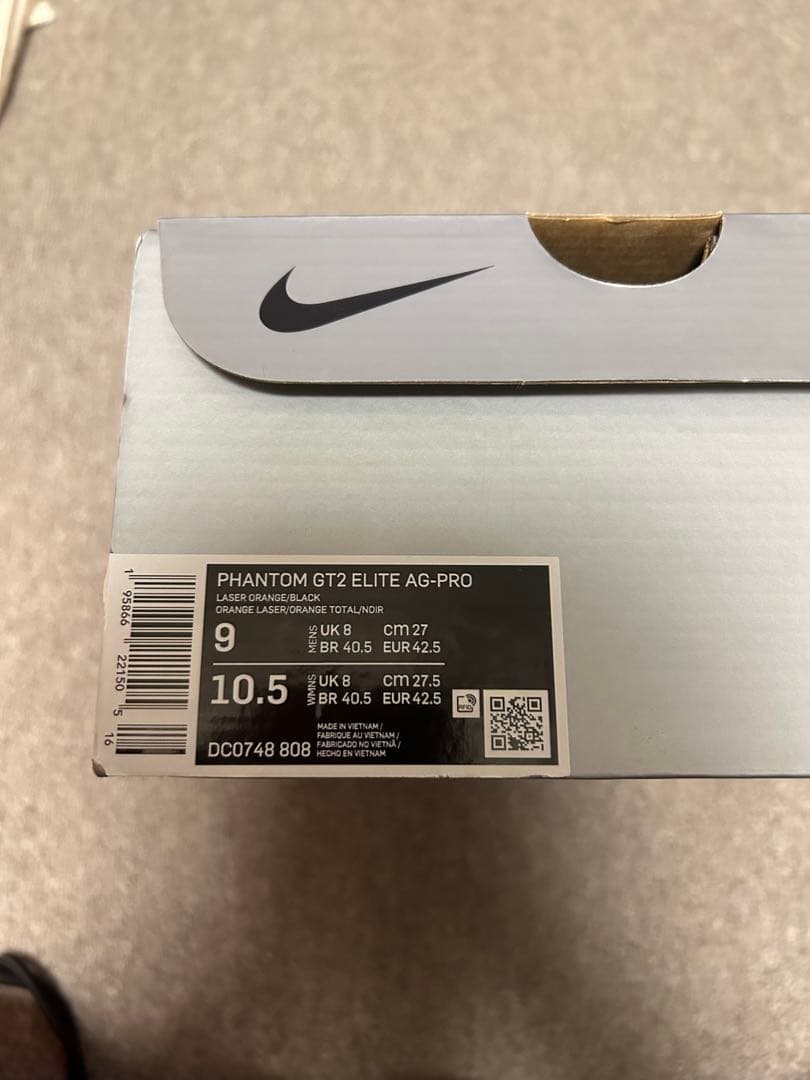 PHANTOM GT2 ELITE AG-PRO
LASER ORANGE/BLACK
ORANGE LASER/ORANGE TOTAL/NOIR
9 MENS UK 8 cm 27
BR 40.5 EUR 42.5
10.5 WMNS UK 8 cm 27.5
BR 40.5 EUR 42.5
RFID
DC0748 808
MADE IN VIETNAM /
FABRIQUE AU VIETNAM /
FABRICADO NO VIETNÃ /
HECHO EN VIETNAM
1 95866 22150 5 16